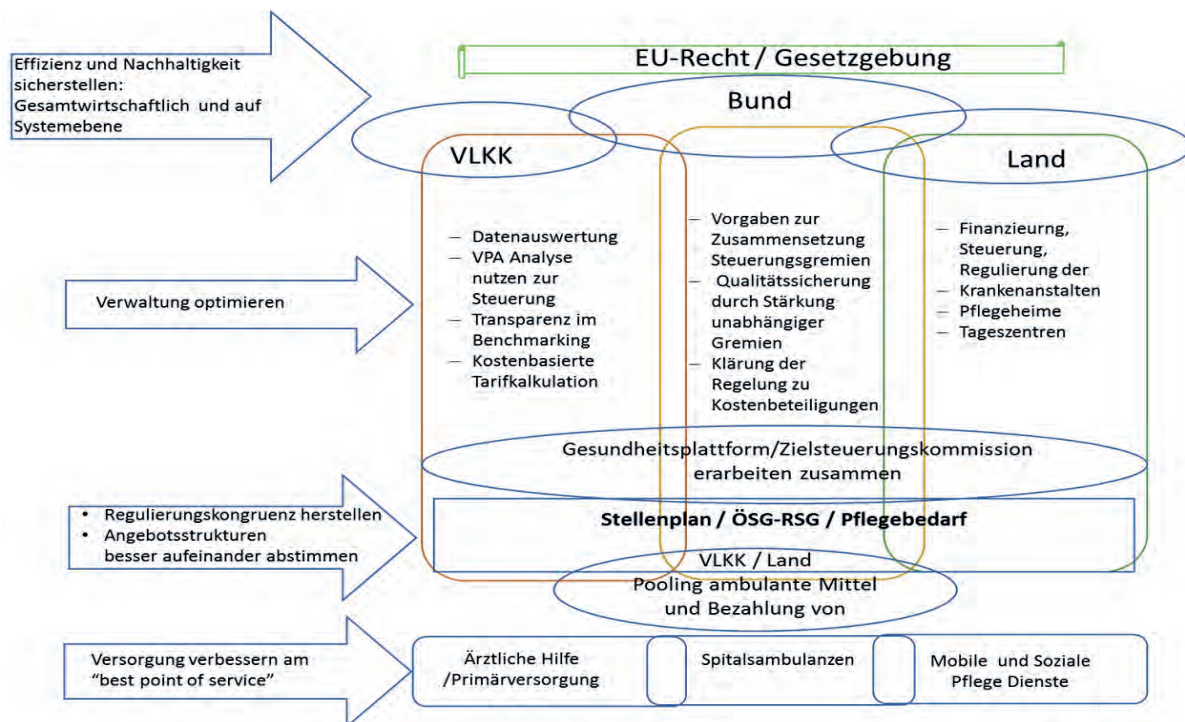 Effizienz und Nachhaltigkeit
sicherstellen:
Gesamtwirtschaftlich und auf
Systemebene
EU-Recht / Gesetzgebung
Bund
VLKK
Land
Verwaltung optimieren
– Datenauswertung
– VPA Analyse
nutzen zur
Steuerung
– Transparenz im
Benchmarking
– Kostenbasierte
Tarifkalkulation
– Vorgaben zur
Zusammensetzung
Steuerungsgremien
– Qualitätssicherung
durch Stärkung
unabhängiger
Gremien
– Klärung der
Regelung zu
Kostenbeteiligungen
– Finanzieurng,
Steuerung,
Regulierung der
– Krankenanstalten
– Pflegeheime
– Tageszentren
Gesundheitsplattform/Zielsteuerungskommission
erarbeiten zusammen
• Regulierungskongruenz herstellen
• Angebotsstrukturen
besser aufeinander abstimmen
Stellenplan / ÖSG-RSG / Pflegebedarf
VLKK / Land
Pooling ambulante Mittel
und Bezahlung von
Versorgung verbessern am
“best point of service”
Ärztliche Hilfe
/Primärversorgung
Spitalsambulanzen
Mobile und Soziale
Pflege Dienste